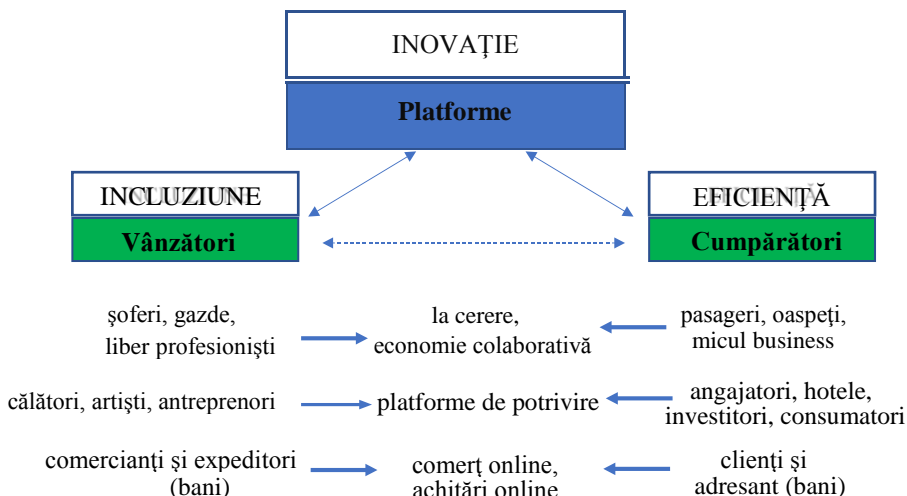 INOVAŢIE
Platforme
INCLUZIUNE
EFICIENŢĂ
Vânzători
Cumpărători
şoferi, gazde,
liber profesionişti
la cerere,
economie colaborativă
pasageri, oaspeţi,
micul business
călători, artişti, antreprenori
platforme de potrivire
angajatori, hotele,
investitori, consumatori
comercianţi şi expeditori
(bani)
comerţ online,
achitări online
clienţi şi
adresant (bani)